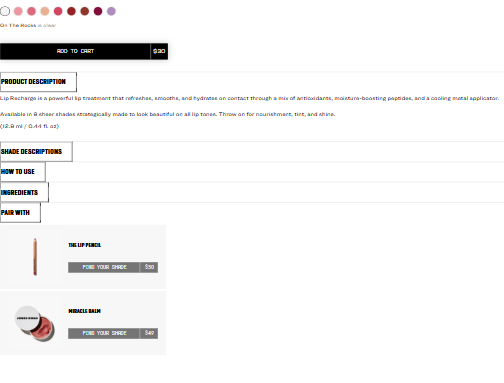 On The Rocks is clear
ADD TO CART $30
PRODUCT DESCRIPTION
Lip Recharge is a powerful lip treatment that refreshes, smooths, and hydrates on contact through a mix of antioxidants, moisture-boosting peptides, and a cooling metal applicator.
Available in 9 sheer shades strategically made to look beautiful on all lip tones. Throw on for nourishment, tint, and shine.
ml / 0.44 fl oz)
SHADE DESCRIPTIONS
HOW TO USE
INGREDIENTS
PAIR WITH
THE LIP PENCIL
FIND YOUR SHADE
MIRACLE BALM
FIND YOUR SHADE